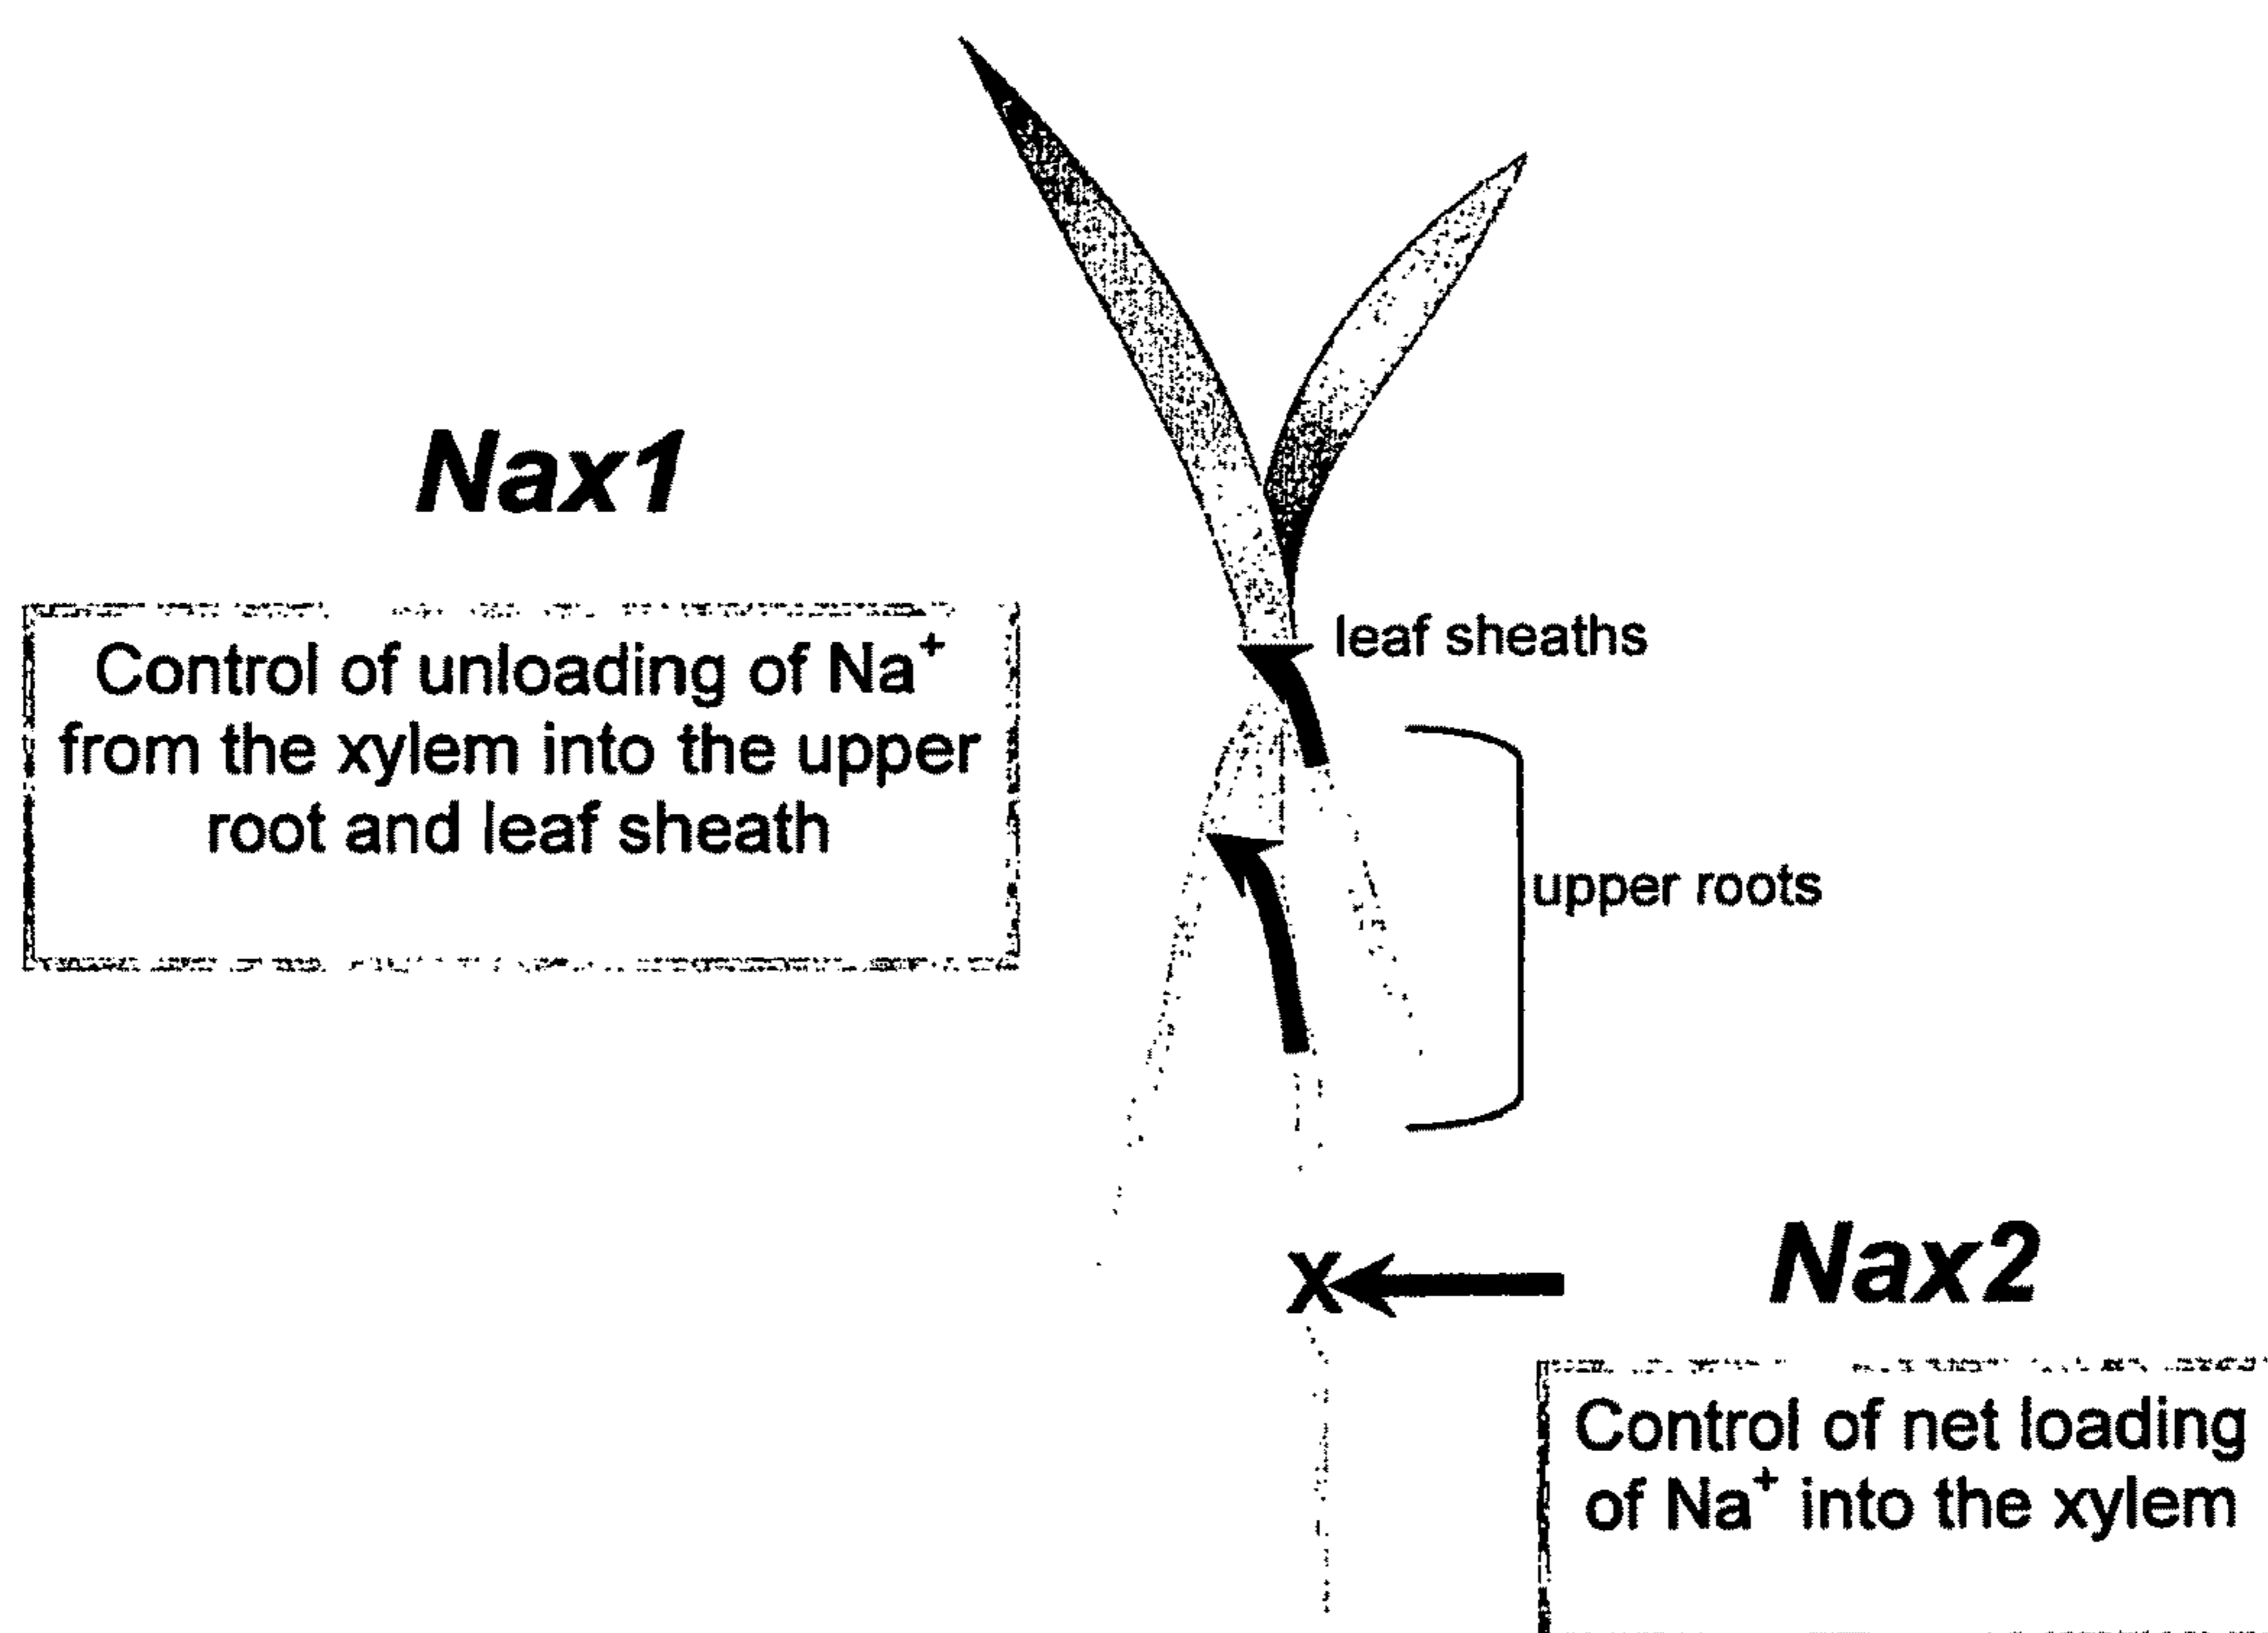 Nax1
Control of unloading of Na⁺
from the xylem into the upper
root and leaf sheath
leaf sheaths
upper roots
X
Nax2
Control of net loading
of Na⁺ into the xylem